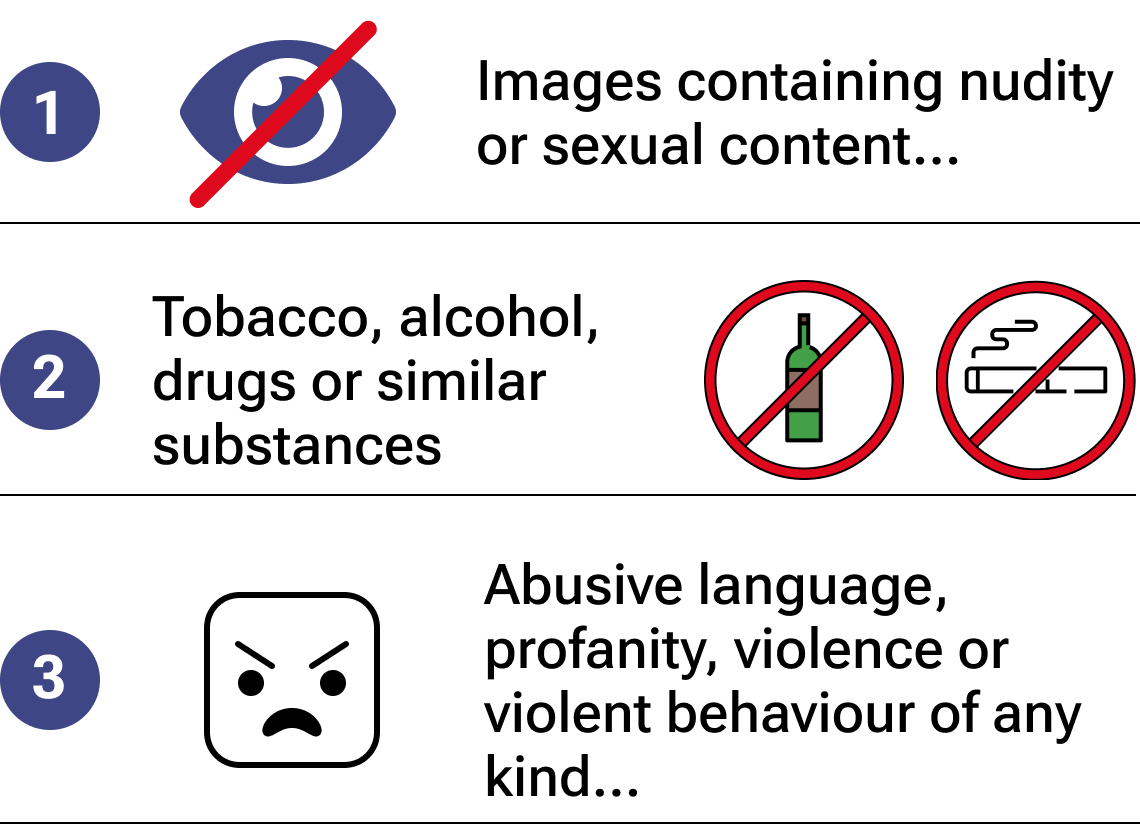 1
Images containing nudity
or sexual content...
2
Tobacco, alcohol,
drugs or similar
substances
3
Abusive language,
profanity, violence or
violent behaviour of any
kind...